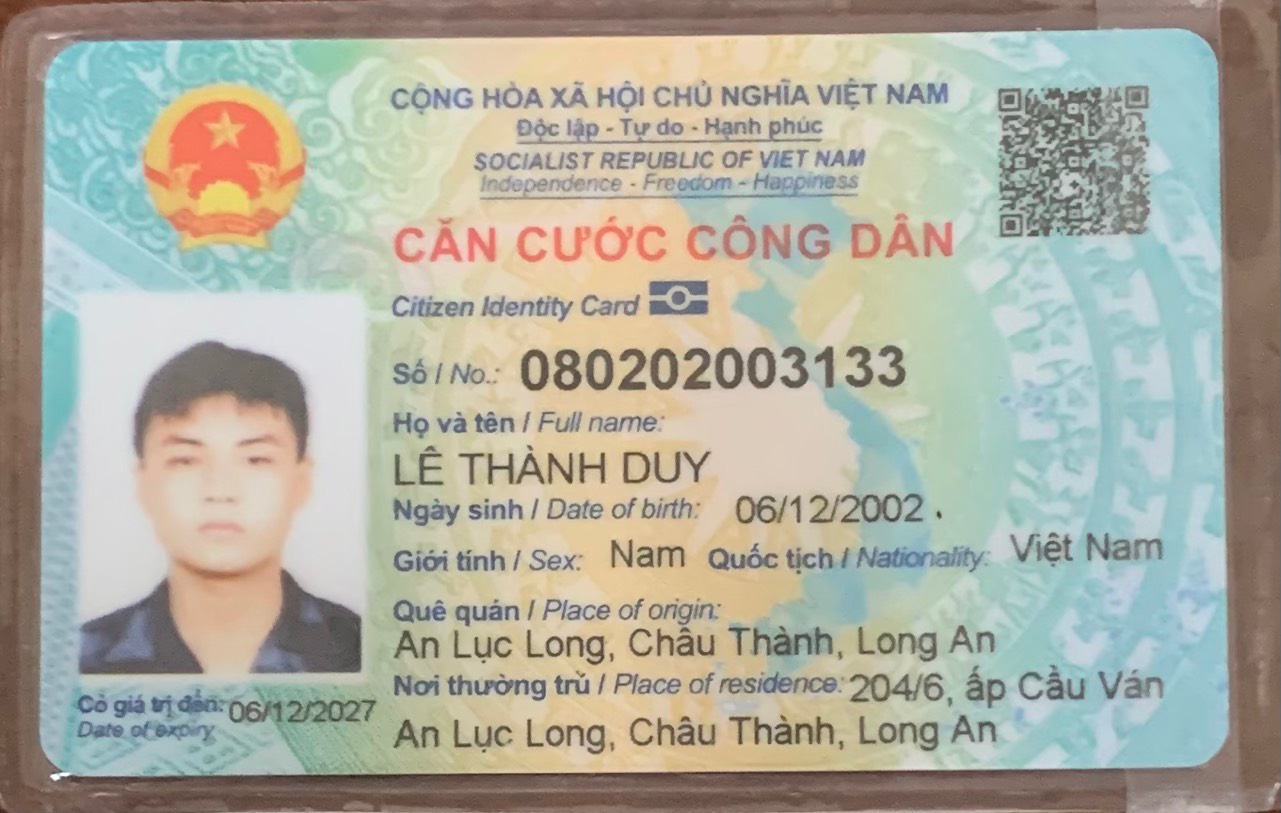 CỘNG HÒA XÃ HỘI CHỦ NGHĨA VIỆT NAM
Độc lập - Tự do - Hạnh phúc
SOCIALIST REPUBLIC OF VIET NAM
Independence - Freedom - Happiness
CĂN CƯỚC CÔNG DÂN
Citizen Identity Card
Số / No.: 080202003133
Họ và tên / Full name:
LÊ THÀNH DUY
Ngày sinh / Date of birth: 06/12/2002
Giới tính / Sex: Nam Quốc tịch / Nationality: Việt Nam
Quê quán / Place of origin:
An Lục Long, Châu Thành, Long An
Nơi thường trú / Place of residence: 204/6, ấp Cầu Ván
An Lục Long, Châu Thành, Long An
Có giá trị đến: 06/12/2027
Date of expiry